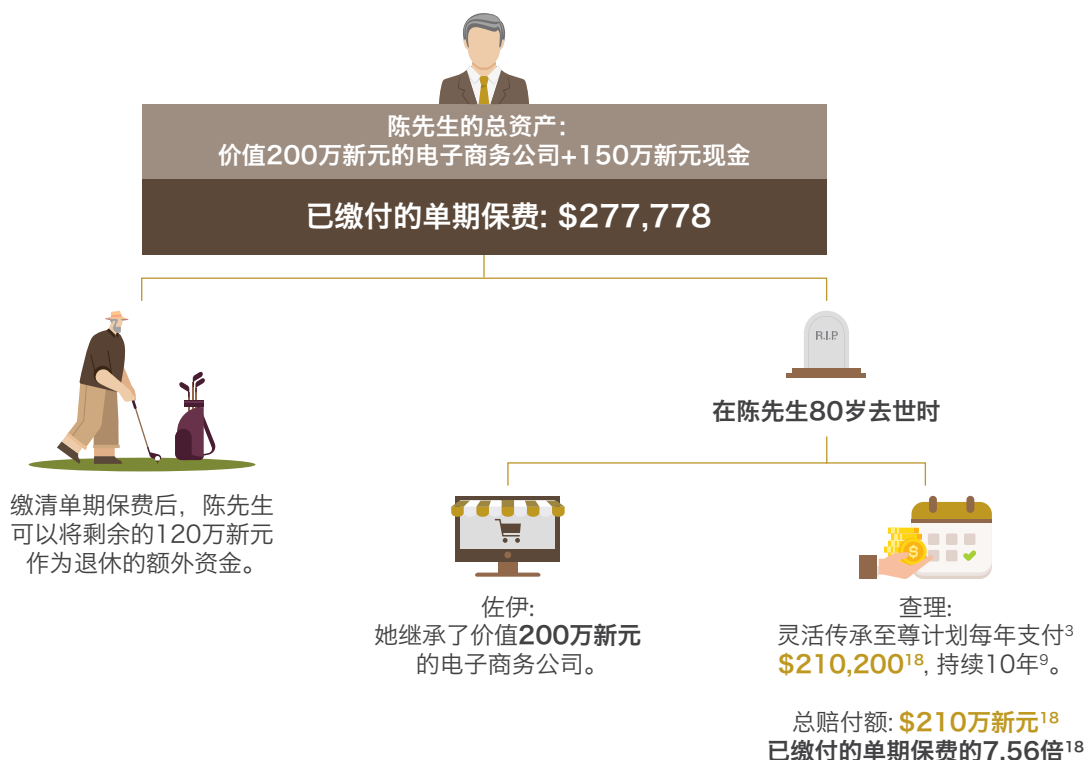 陈先生的总资产:
价值200万新元的电子商务公司+150万新元现金
已缴付的单期保费: $277,778
R.I.P
在陈先生80岁去世时
缴清单期保费后，陈先生
可以将剩余的120万新元
作为退休的额外资金。
佐伊:
她继承了价值200万新元
的电子商务公司。
查理:
灵活传承至尊计划每年支付3
$210,20018, 持续10年9。
总赔付额: $210万新元18
已缴付的单期保费的7.56倍18